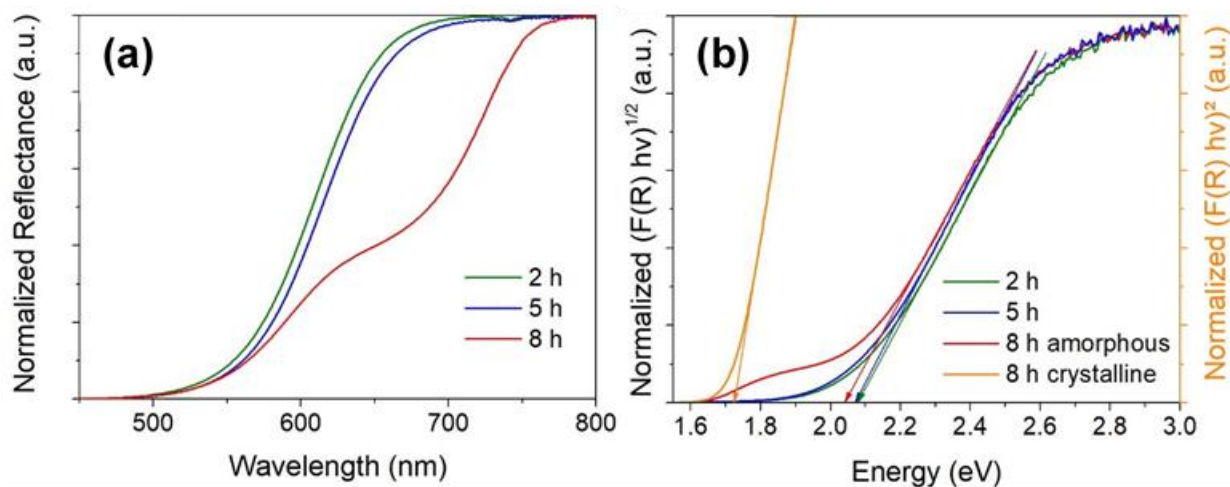 (a)
Normalized Reflectance (a.u.)
2 h
5 h
8 h
500
600
700
800
Wavelength (nm)
(b)
Normalized (F(R) hν)^1/2 (a.u.)
Normalized (F(R) hν)² (a.u.)
2 h
5 h
8 h amorphous
8 h crystalline
1.6
1.8
2.0
2.2
2.4
2.6
2.8
3.0
Energy (eV)